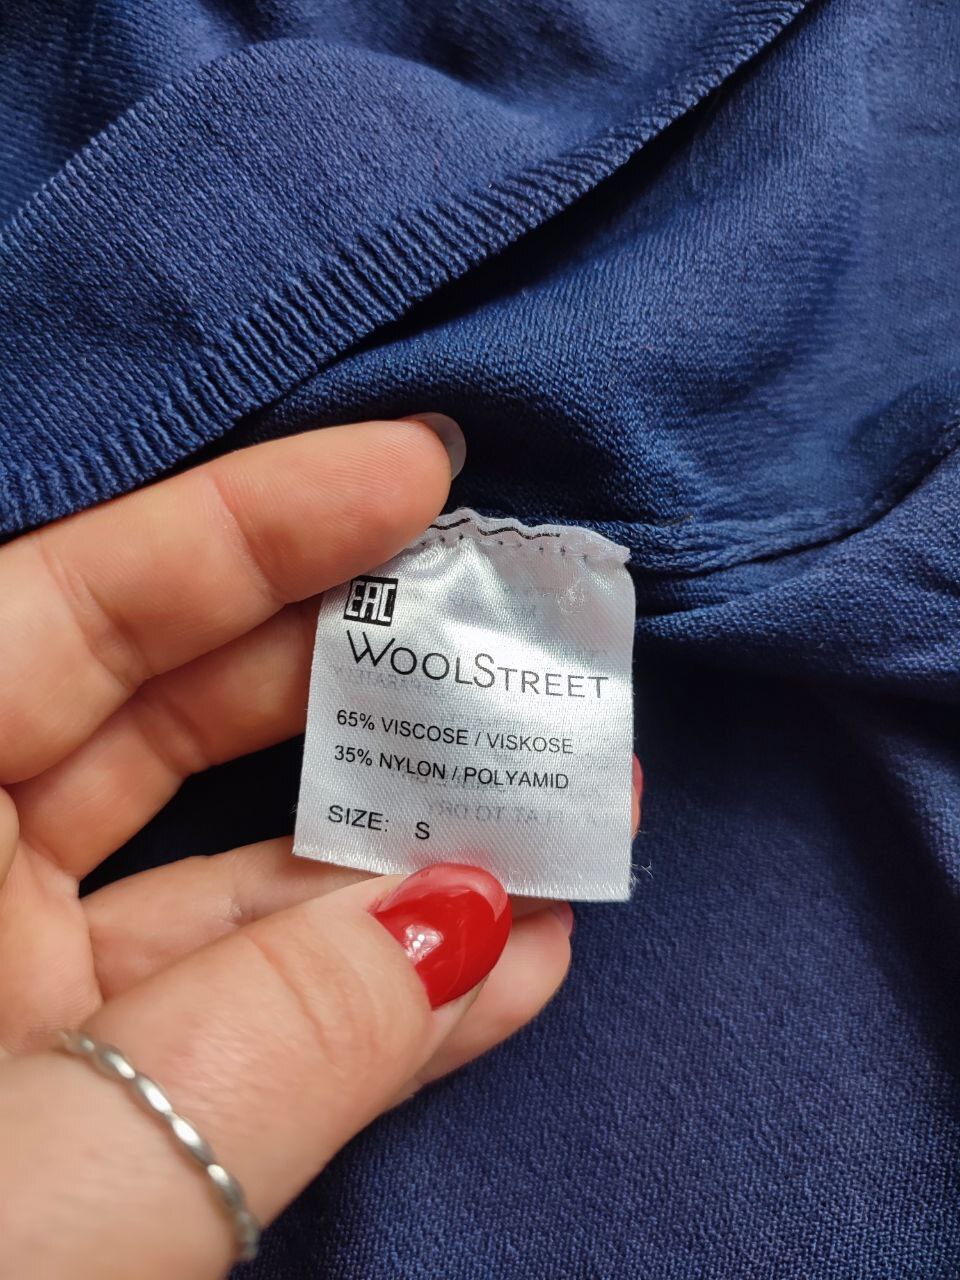 EAC
WOOLSTREET
65% VISCOSE / VISKOSE
35% NYLON / POLYAMID
SIZE: S